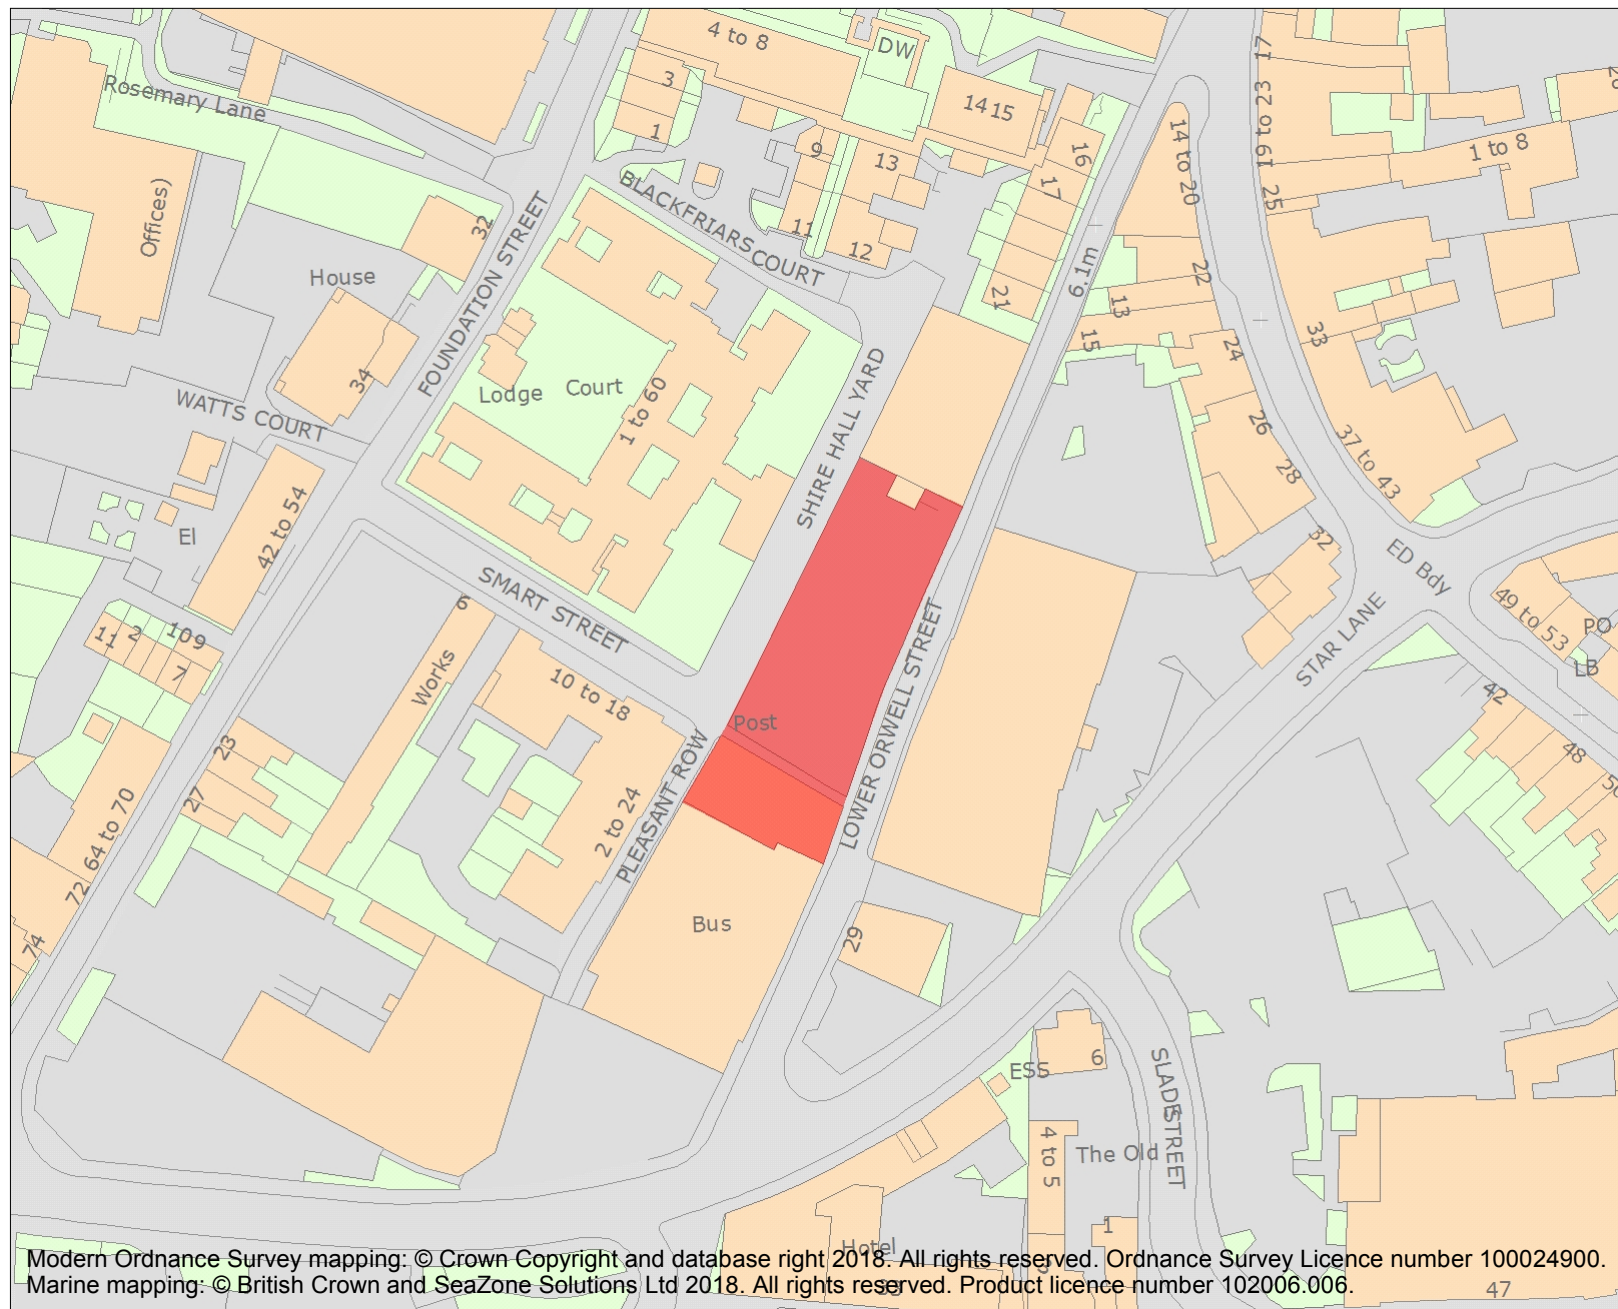 4 to 8
DW
17
3
14 15
Rosemary Lane
1
9
13
16
14 to 20
19 to 23
1 to 8
17
25
BLACKFRIARS COURT
Offices)
32
11
12
FOUNDATION STREET
House
6.1m
22
21
13
15
33
24
34
Lodge
Court
1 to 60
SHIRE HALL YARD
WATTS COURT
26
28
37 to 43
El
42 to 54
32
ED Bdy
SMART STREET
6
49 to 53
PO
LB
STAR LANE
11
2
10 9
7
Works
10 to 18
LOWER ORWELL STREET
42
Post
23
48
PLEASANT ROW
27
2 to 24
64 to 70
72
74
Bus
29
ESS
6
SLADE STREET
4 to 5
The Old
1
Hotel
Modern Ordnance Survey mapping: © Crown Copyright and database right 2018. All rights reserved. Ordnance Survey Licence number 100024900.
Marine mapping: © British Crown and SeaZone Solutions Ltd 2018. All rights reserved. Product licence number 102006.006.
47